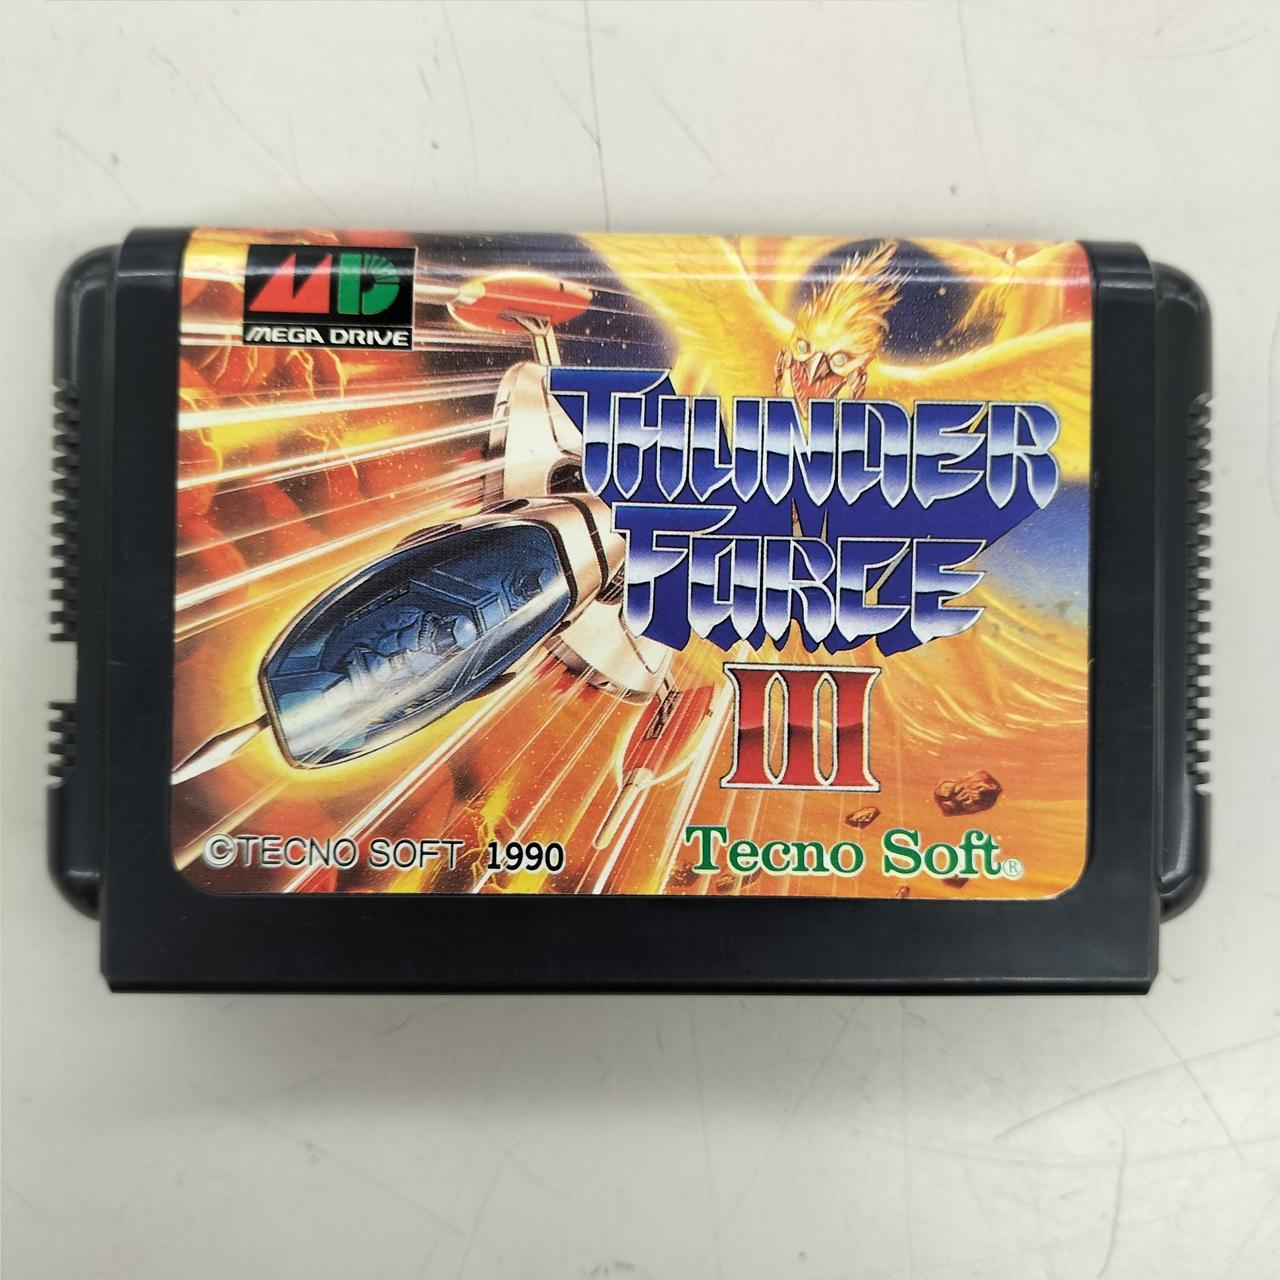 MD
MEGA DRIVE
THUNDER
FORCE
III
©TECNO SOFT 1990
Tecno Soft®